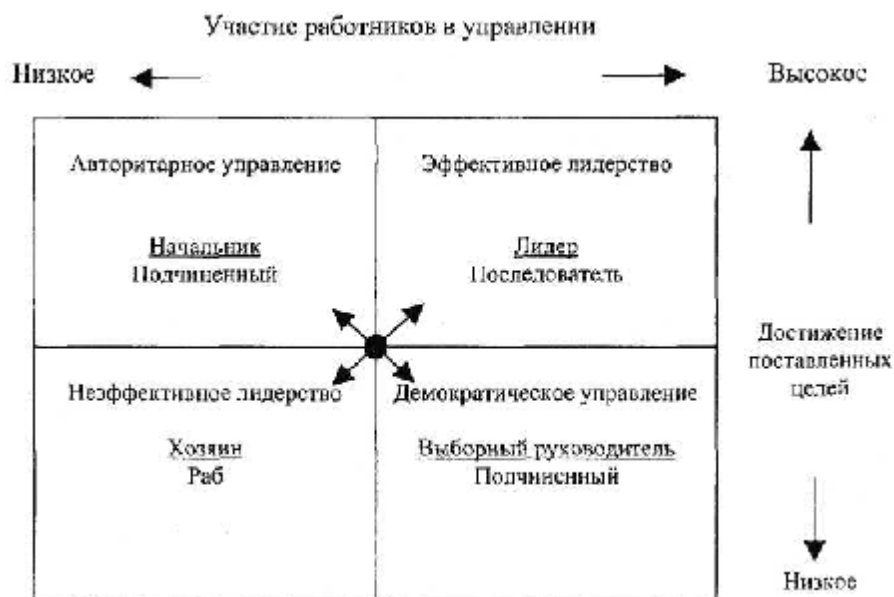 Участие работников в управлении
Низкое
Высокое
Авторитарное управление
Эффективное лидерство
Начальник
Подчиненный
Лидер
Последователь
Достижение
поставленных
целей
Неэффективное лидерство
Демократическое управление
Хозяин
Раб
Выборный руководитель
Подчиненный
Низкое